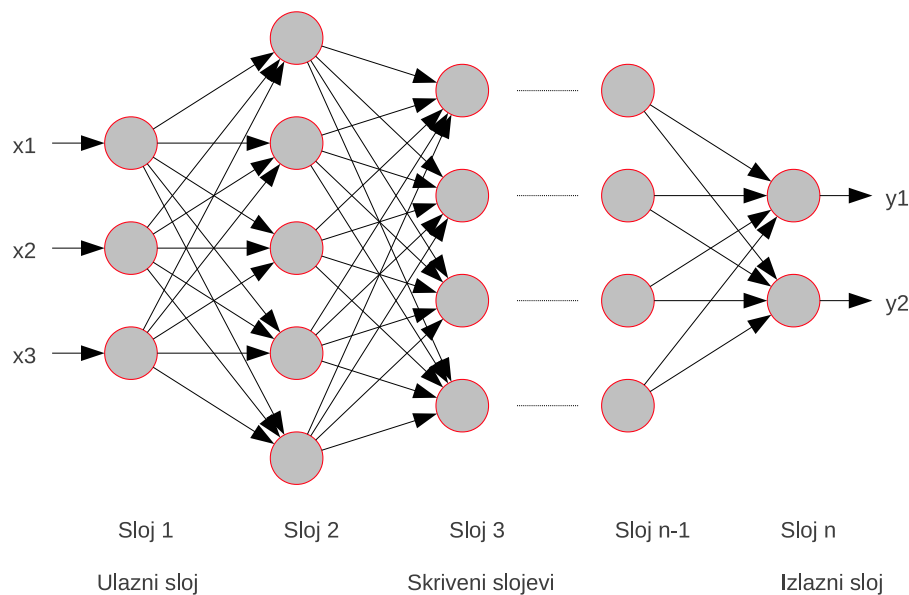 x1
x2
x3
y1
y2
Sloj 1
Sloj 2
Sloj 3
Sloj n-1
Sloj n
Ulazni sloj
Skriveni slojevi
Izlazni sloj